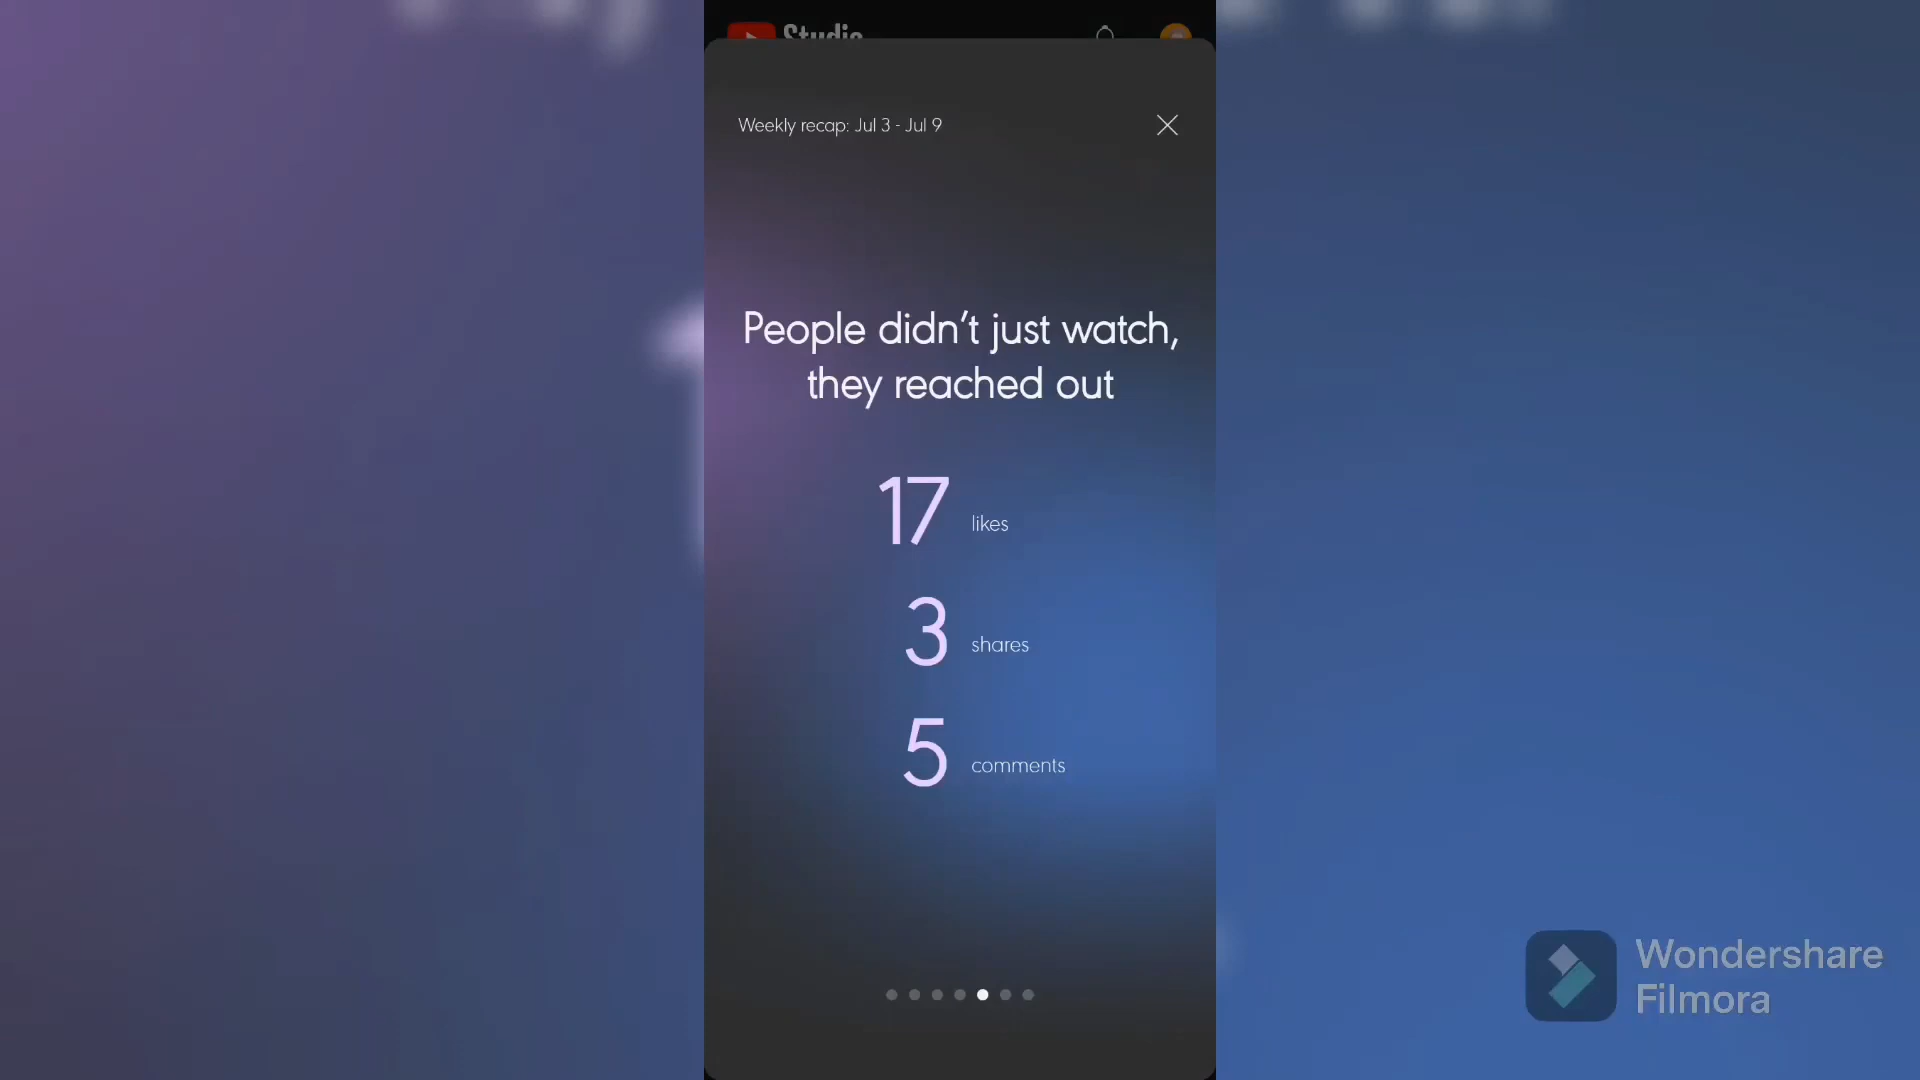 Studio
Weekly recap: Jul 3 - Jul 9
People didn't just watch,
they reached out
17 likes
3 shares
5 comments
Wondershare
Filmora